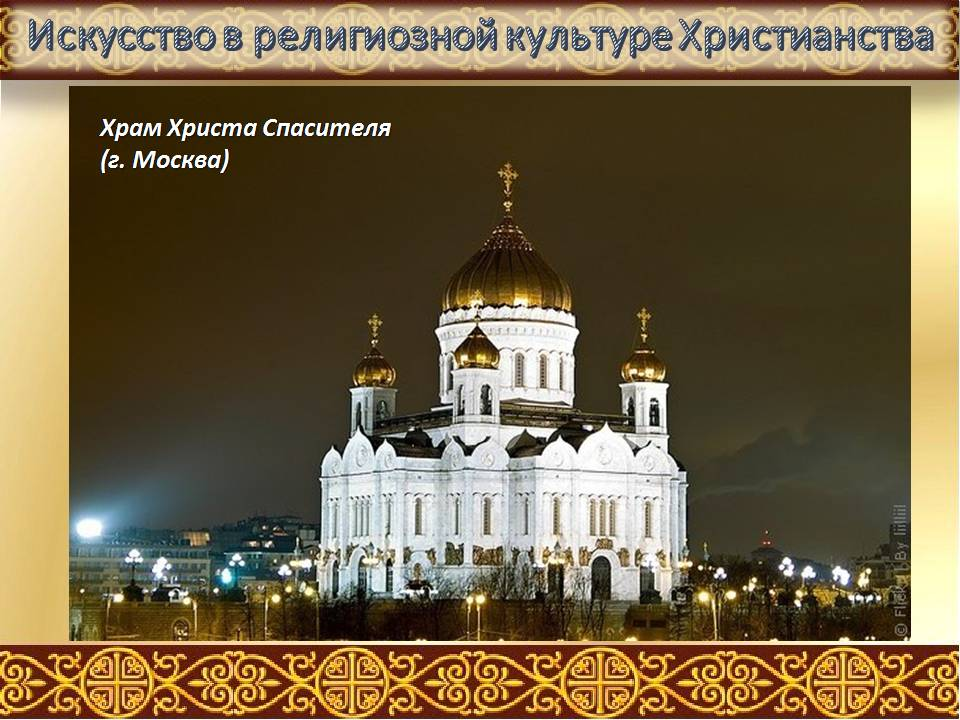 Искусство в религиозной культуре Христианства
Храм Христа Спасителя
(г. Москва)